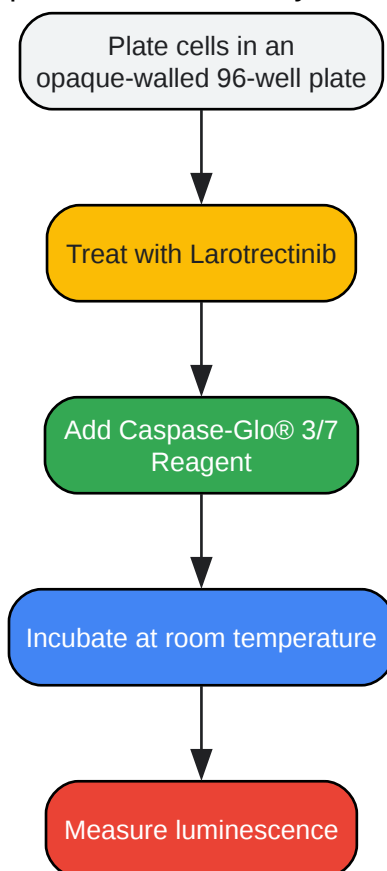 Plate cells in an
opaque-walled 96-well plate
Treat with Larotrectinib
Add Caspase-Glo® 3/7
Reagent
Incubate at room temperature
Measure luminescence